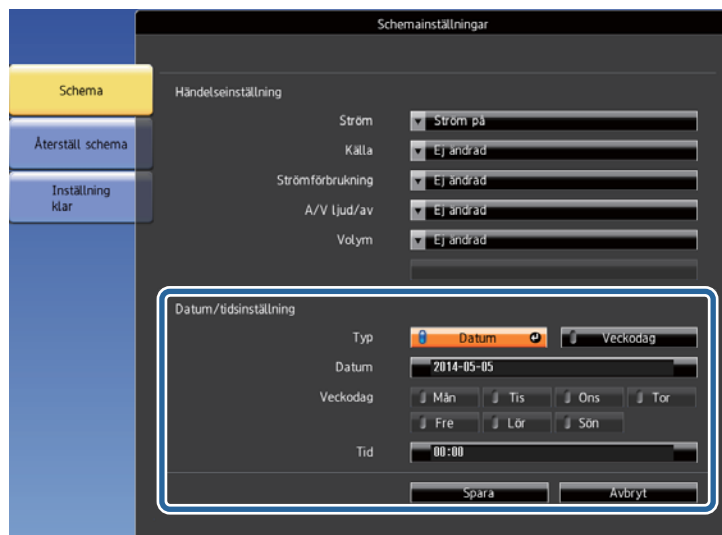 Schemainställningar
Schema
Återställ schema
Inställning
klar
Händelseinställning
Ström Ström på
Källa Ej ändrad
Strömförbrukning Ej ändrad
A/V ljud/av Ej ändrad
Volym Ej ändrad
Datum/tidsinställning
Typ Datum Veckodag
Datum 2014-05-05
Veckodag Mån Tis Ons Tor
Fre Lör Sön
Tid 00:00
Spara Avbryt